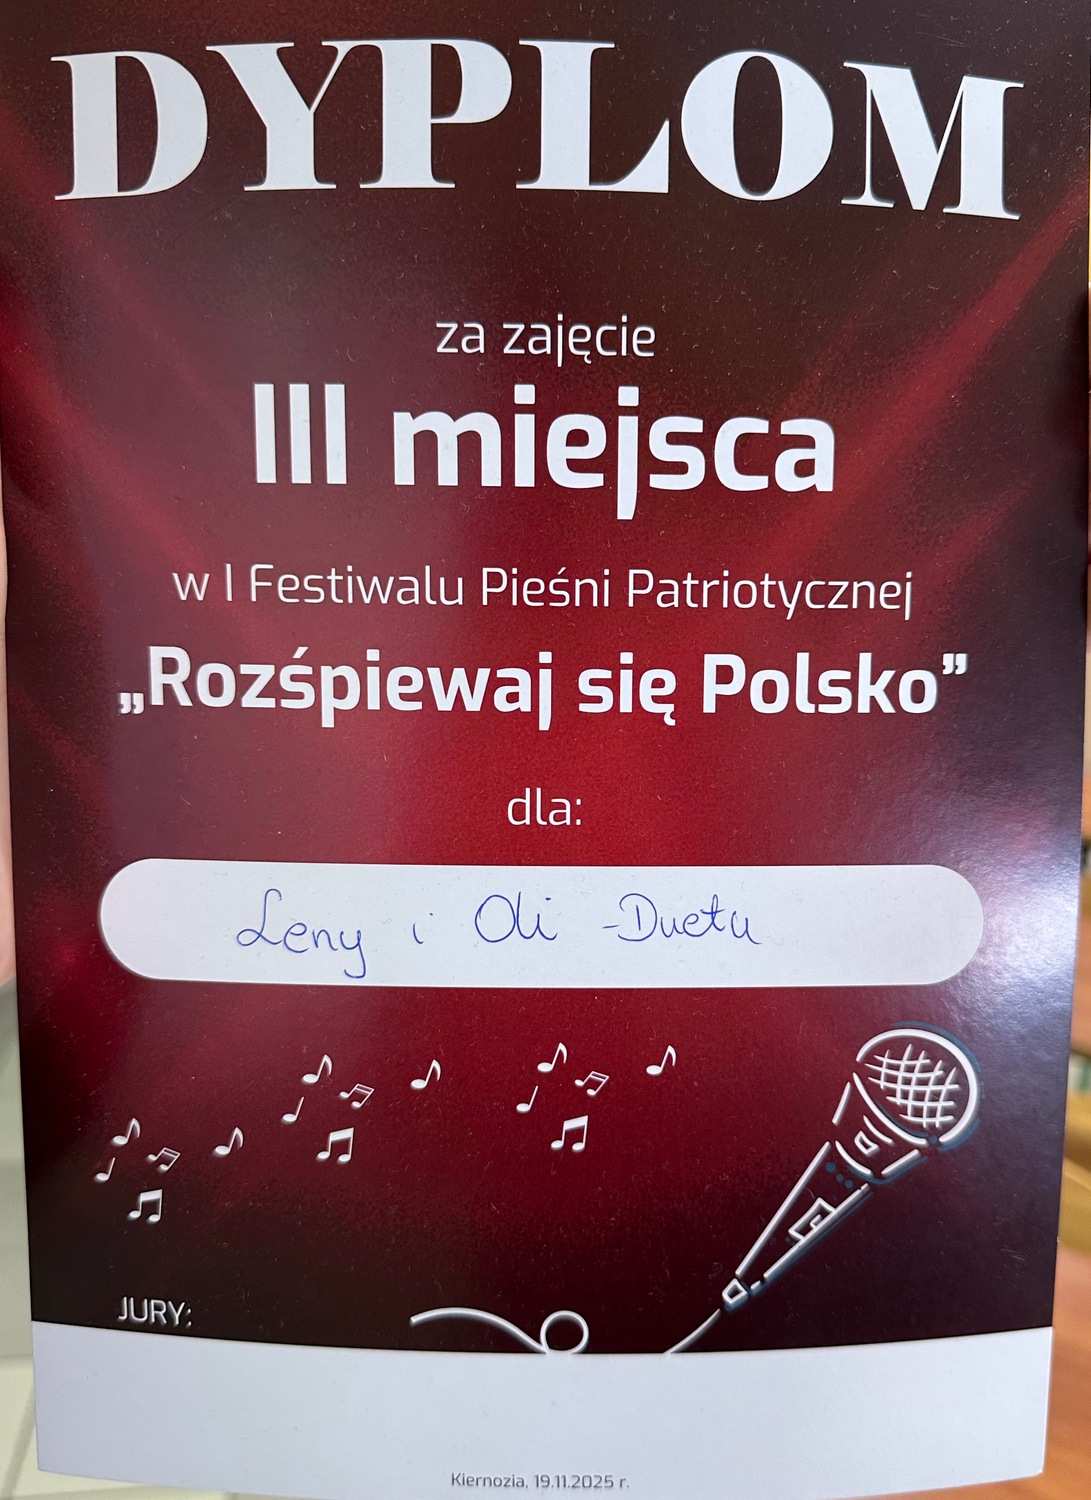 DYPLOM
za zajęcie
III miejsca
w I Festiwalu Pieśni Patriotycznej
„Rozśpiewaj się Polsko”
dla:
Leny i Oli - Duetu
JURY:
Kiernozia, 19.11.2025 r.